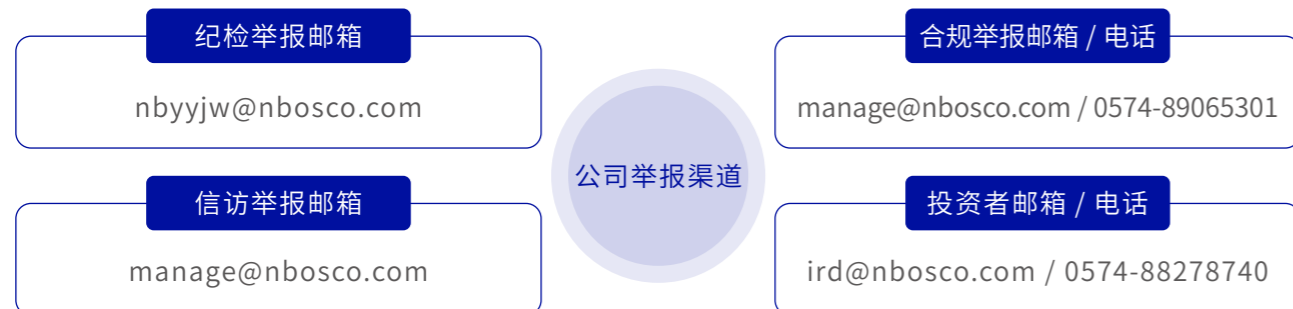 纪检举报邮箱
nbyyjw@nbosco.com
信访举报邮箱
manage@nbosco.com
公司举报渠道
合规举报邮箱 / 电话
manage@nbosco.com / 0574-89065301
投资者邮箱 / 电话
ird@nbosco.com / 0574-88278740